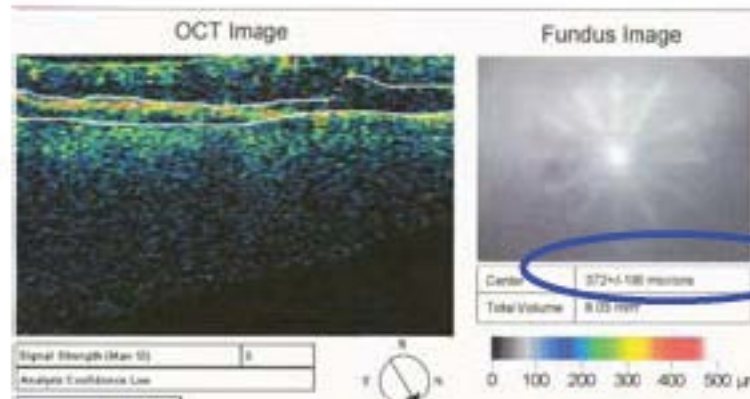 OCT Image
Fundus Image
Center
Total Volume
Signal Strength (Max 10)
Analysis Confidence Low
0 100 200 300 400 500 µm